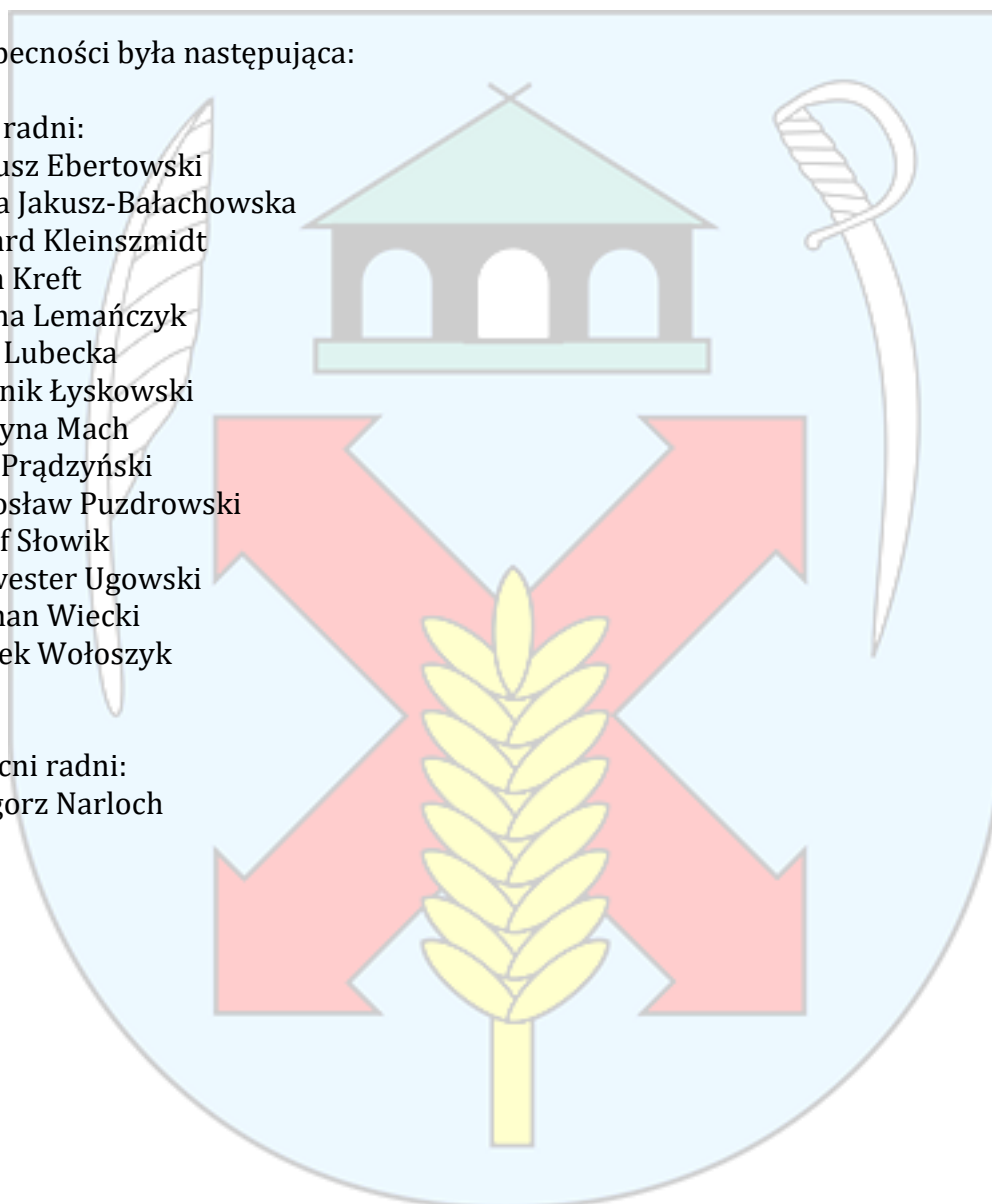 becności była następująca:
radni:
usz Ebertowski
a Jakusz-Bałachowska
ard Kleinszmidt
Kreft
na Lemańczyk
Lubecka
nik Łyskowski
yna Mach
Prądzyński
osław Puzdrowski
f Słowik
vester Ugowski
nan Wiecki
ek Wołoszyk
cni radni:
gorz Narloch